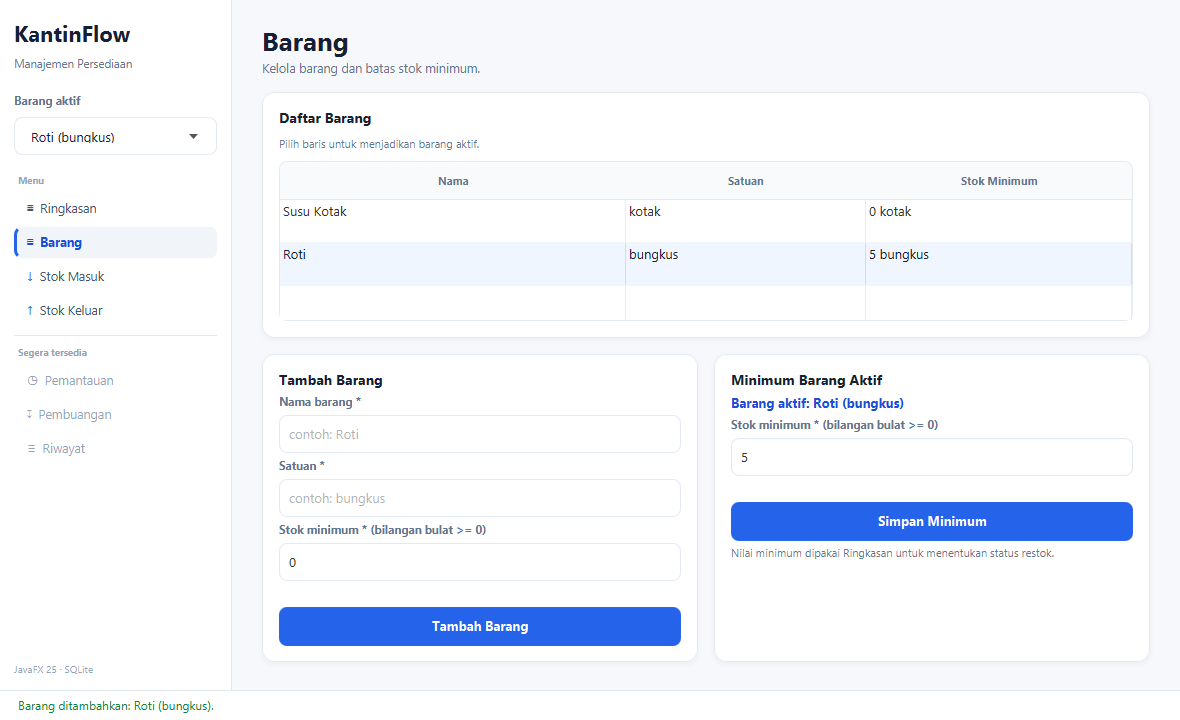 KantinFlow
Manajemen Persediaan
Barang aktif
Roti (bungkus)
Menu
≡ Ringkasan
≡ Barang
↓ Stok Masuk
↑ Stok Keluar
Segera tersedia
◷ Pemantauan
↧ Pembuangan
☰ Riwayat
JavaFX 25 · SQLite
Barang
Kelola barang dan batas stok minimum.
Daftar Barang
Pilih baris untuk menjadikan barang aktif.
Nama Satuan Stok Minimum
Susu Kotak kotak 0 kotak
Roti bungkus 5 bungkus
Tambah Barang
Nama barang *
contoh: Roti
Satuan *
contoh: bungkus
Stok minimum * (bilangan bulat >= 0)
0
Tambah Barang
Minimum Barang Aktif
Barang aktif: Roti (bungkus)
Stok minimum * (bilangan bulat >= 0)
5
Simpan Minimum
Nilai minimum dipakai Ringkasan untuk menentukan status restok.
Barang ditambahkan: Roti (bungkus).